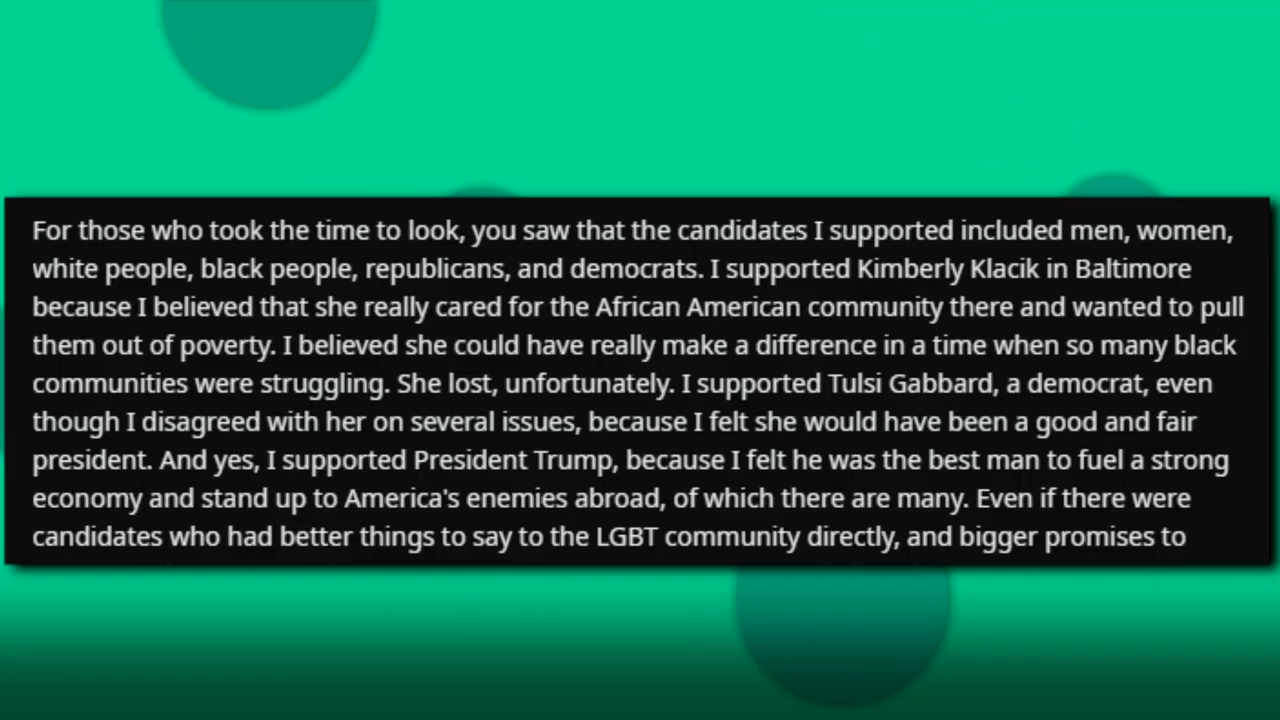 For those who took the time to look, you saw that the candidates I supported included men, women,
white people, black people, republicans, and democrats. I supported Kimberly Klacik in Baltimore
because I believed that she really cared for the African American community there and wanted to pull
them out of poverty. I believed she could have really make a difference in a time when so many black
communities were struggling. She lost, unfortunately. I supported Tulsi Gabbard, a democrat, even
though I disagreed with her on several issues, because I felt she would have been a good and fair
president. And yes, I supported President Trump, because I felt he was the best man to fuel a strong
economy and stand up to America's enemies abroad, of which there are many. Even if there were
candidates who had better things to say to the LGBT community directly, and bigger promises to